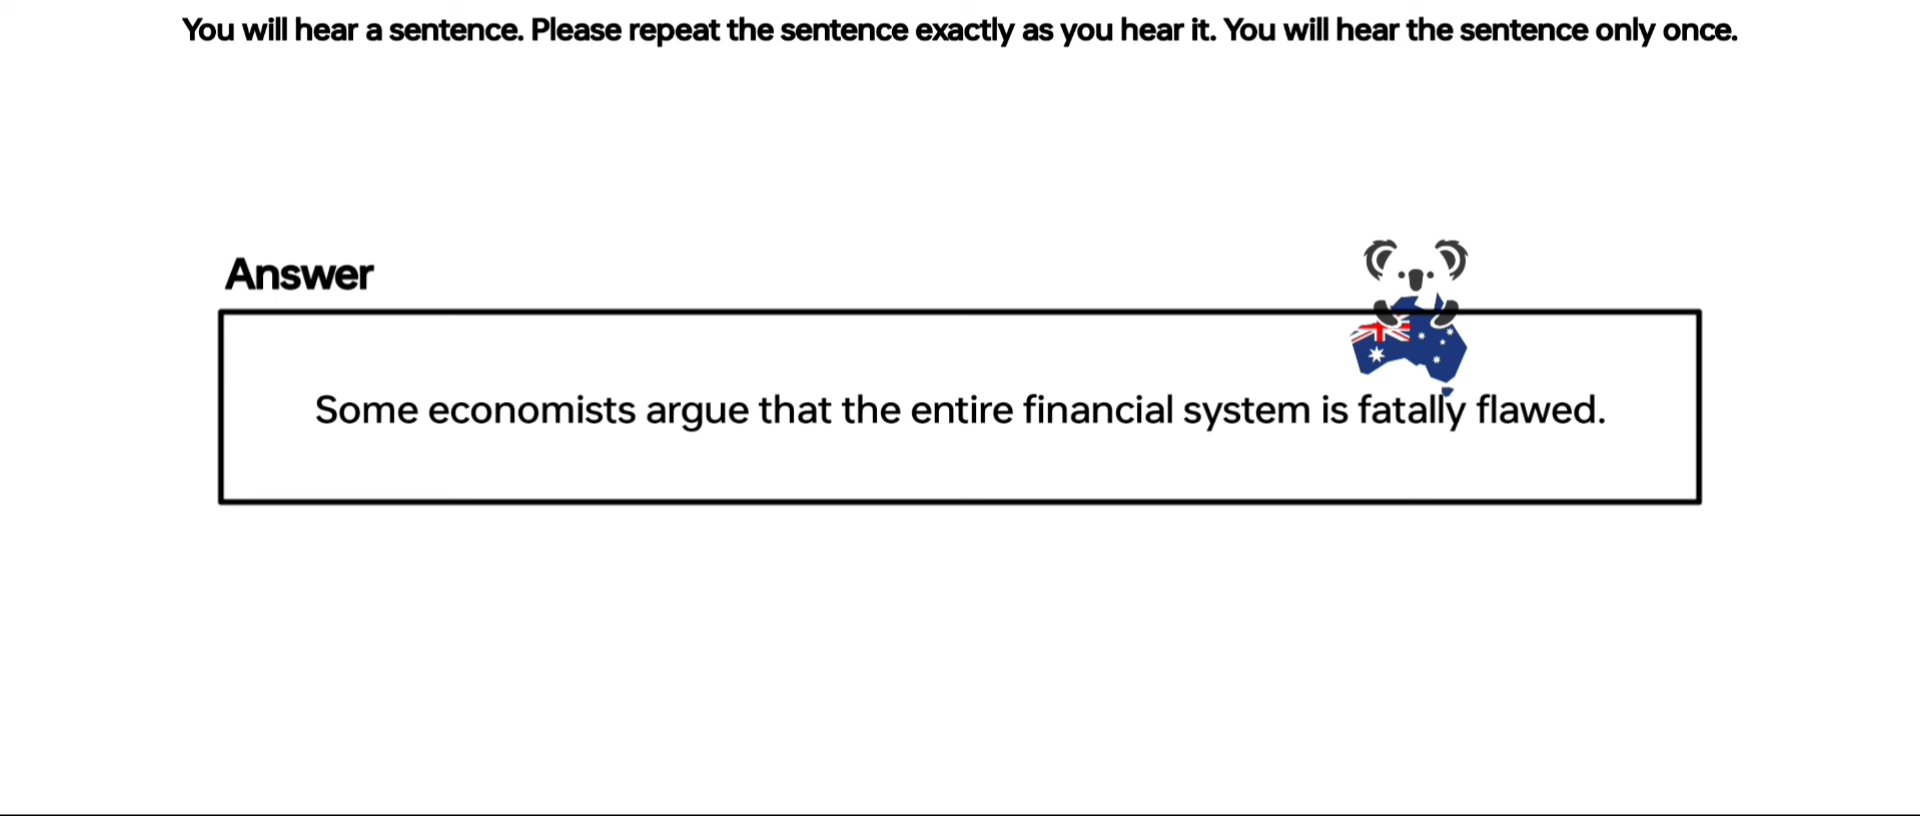 You will hear a sentence. Please repeat the sentence exactly as you hear it. You will hear the sentence only once.
Answer
Some economists argue that the entire financial system is fatally flawed.